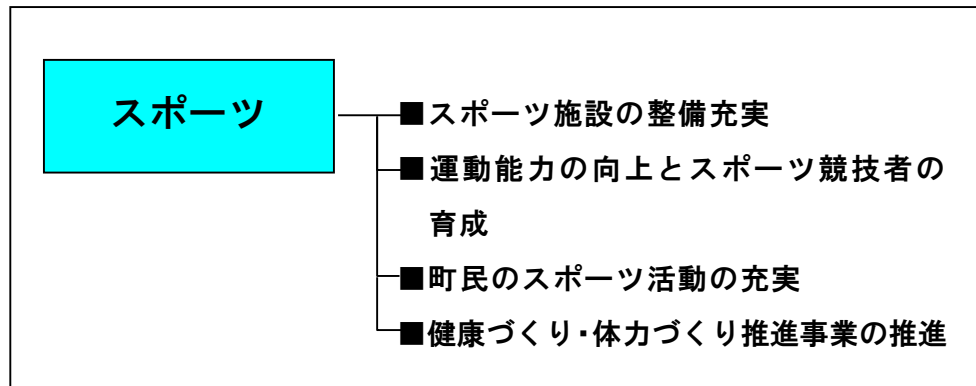 スポーツ
■スポーツ施設の整備充実
■運動能力の向上とスポーツ競技者の
育成
■町民のスポーツ活動の充実
■健康づくり・体力づくり推進事業の推進